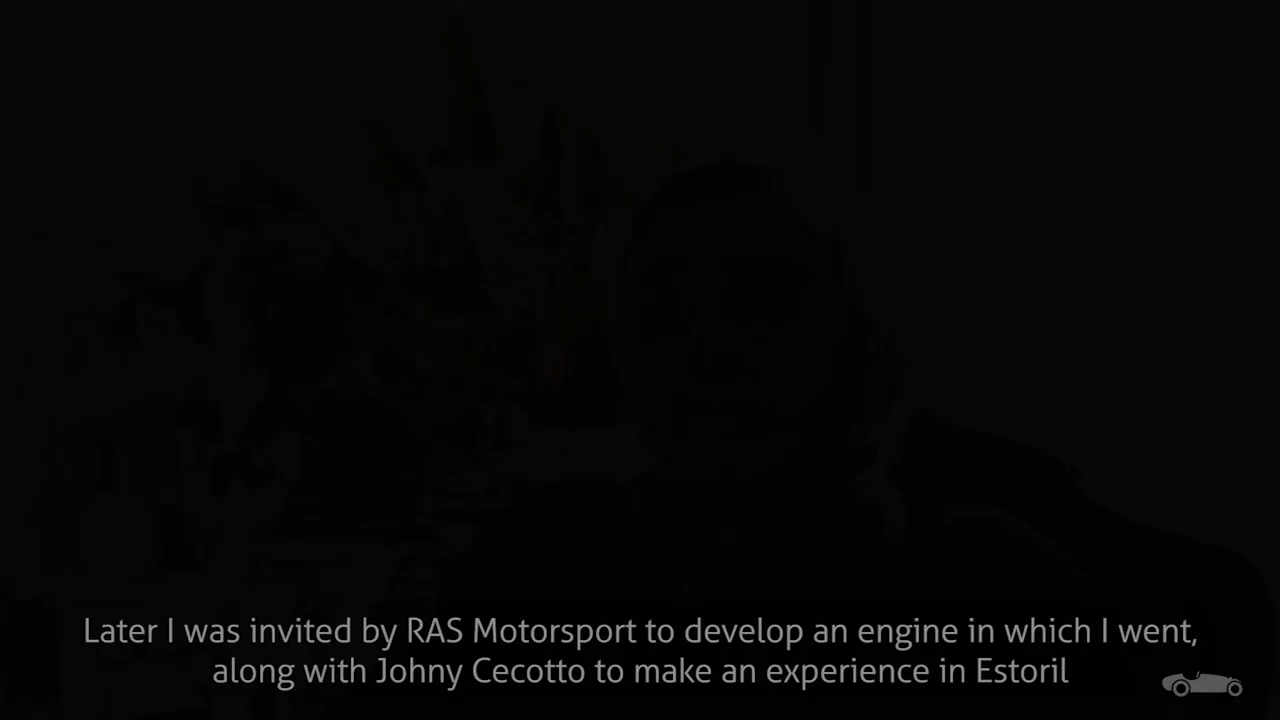 Later I was invited by RAS Motorsport to develop an engine in which I went,
along with Johny Cecotto to make an experience in Estoril